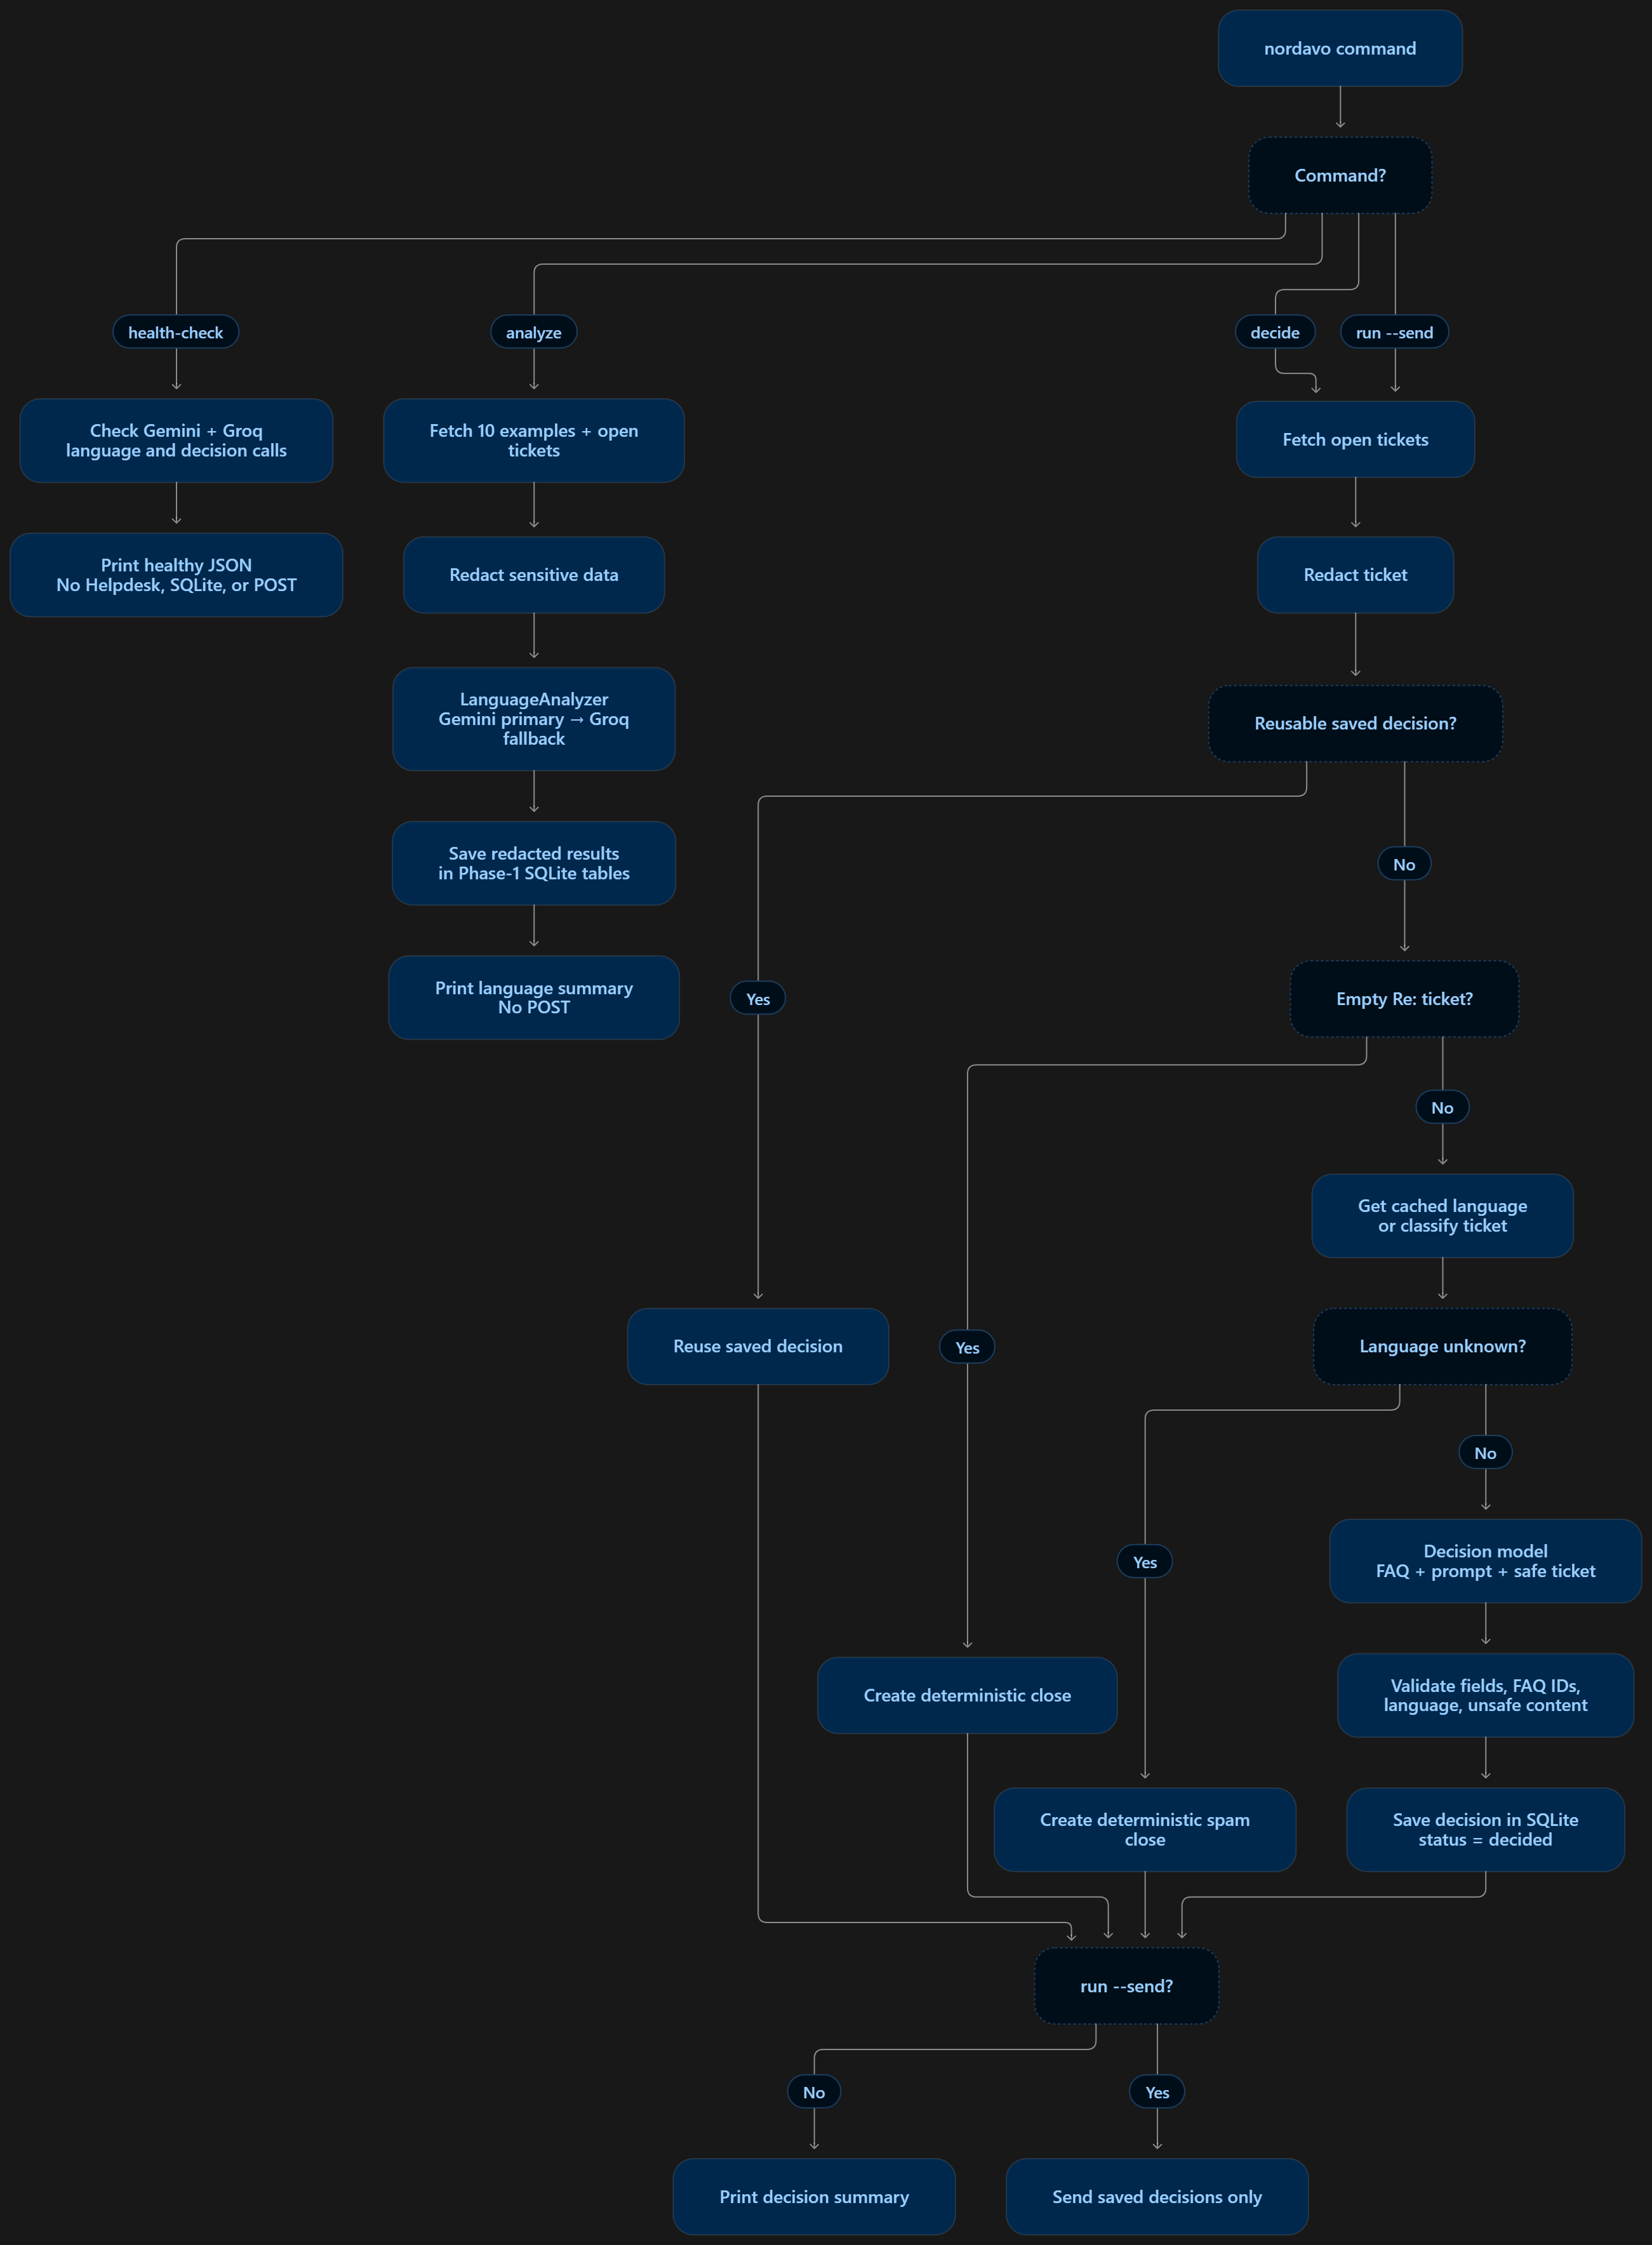 nordavo command
Command?
health-check
analyze
decide
run --send
Check Gemini + Groq
language and decision calls
Fetch 10 examples + open
tickets
Fetch open tickets
Print healthy JSON
No Helpdesk, SQLite, or POST
Redact sensitive data
Redact ticket
LanguageAnalyzer
Gemini primary → Groq
fallback
Reusable saved decision?
Save redacted results
in Phase-1 SQLite tables
No
Print language summary
No POST
Yes
Empty Re: ticket?
No
Get cached language
or classify ticket
Reuse saved decision
Yes
Language unknown?
No
Yes
Decision model
FAQ + prompt + safe ticket
Create deterministic close
Validate fields, FAQ IDs,
language, unsafe content
Create deterministic spam
close
Save decision in SQLite
status = decided
run --send?
No
Yes
Print decision summary
Send saved decisions only